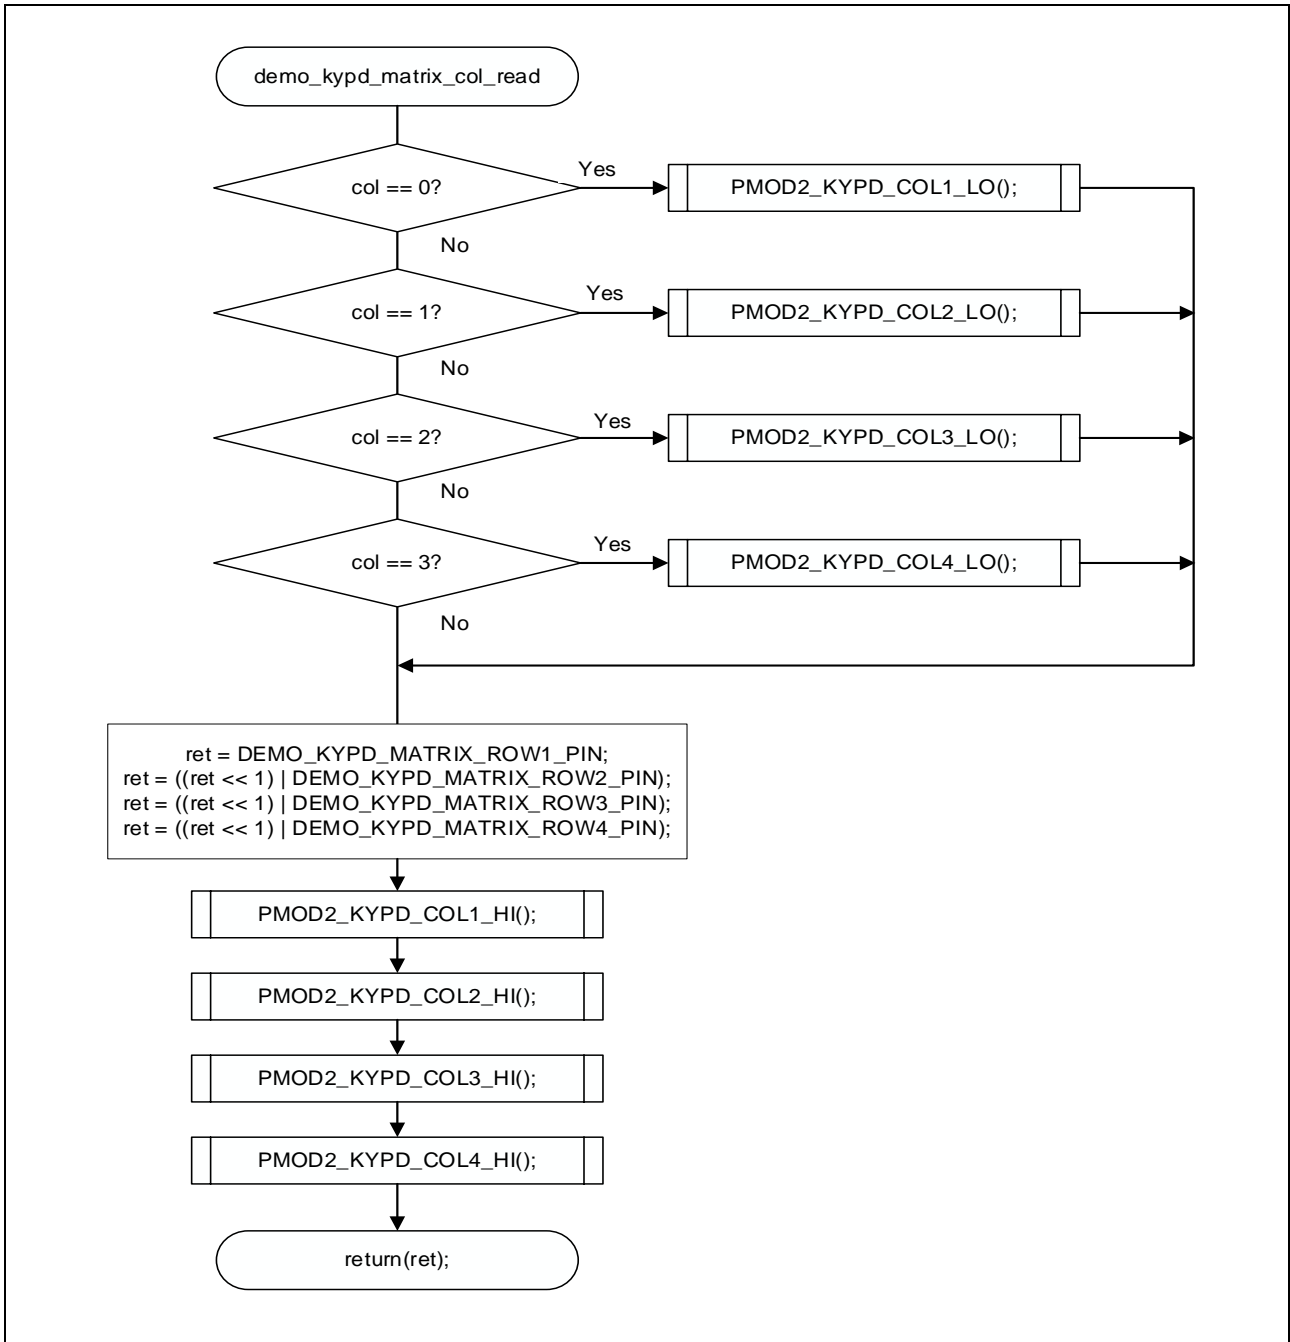 demo_kypd_matrix_col_read
col == 0?
Yes
PMOD2_KYPD_COL1_LO();
No
col == 1?
Yes
PMOD2_KYPD_COL2_LO();
No
col == 2?
Yes
PMOD2_KYPD_COL3_LO();
No
col == 3?
Yes
PMOD2_KYPD_COL4_LO();
No
ret = DEMO_KYPD_MATRIX_ROW1_PIN;
ret = ((ret << 1) | DEMO_KYPD_MATRIX_ROW2_PIN);
ret = ((ret << 1) | DEMO_KYPD_MATRIX_ROW3_PIN);
ret = ((ret << 1) | DEMO_KYPD_MATRIX_ROW4_PIN);
PMOD2_KYPD_COL1_HI();
PMOD2_KYPD_COL2_HI();
PMOD2_KYPD_COL3_HI();
PMOD2_KYPD_COL4_HI();
return(ret);